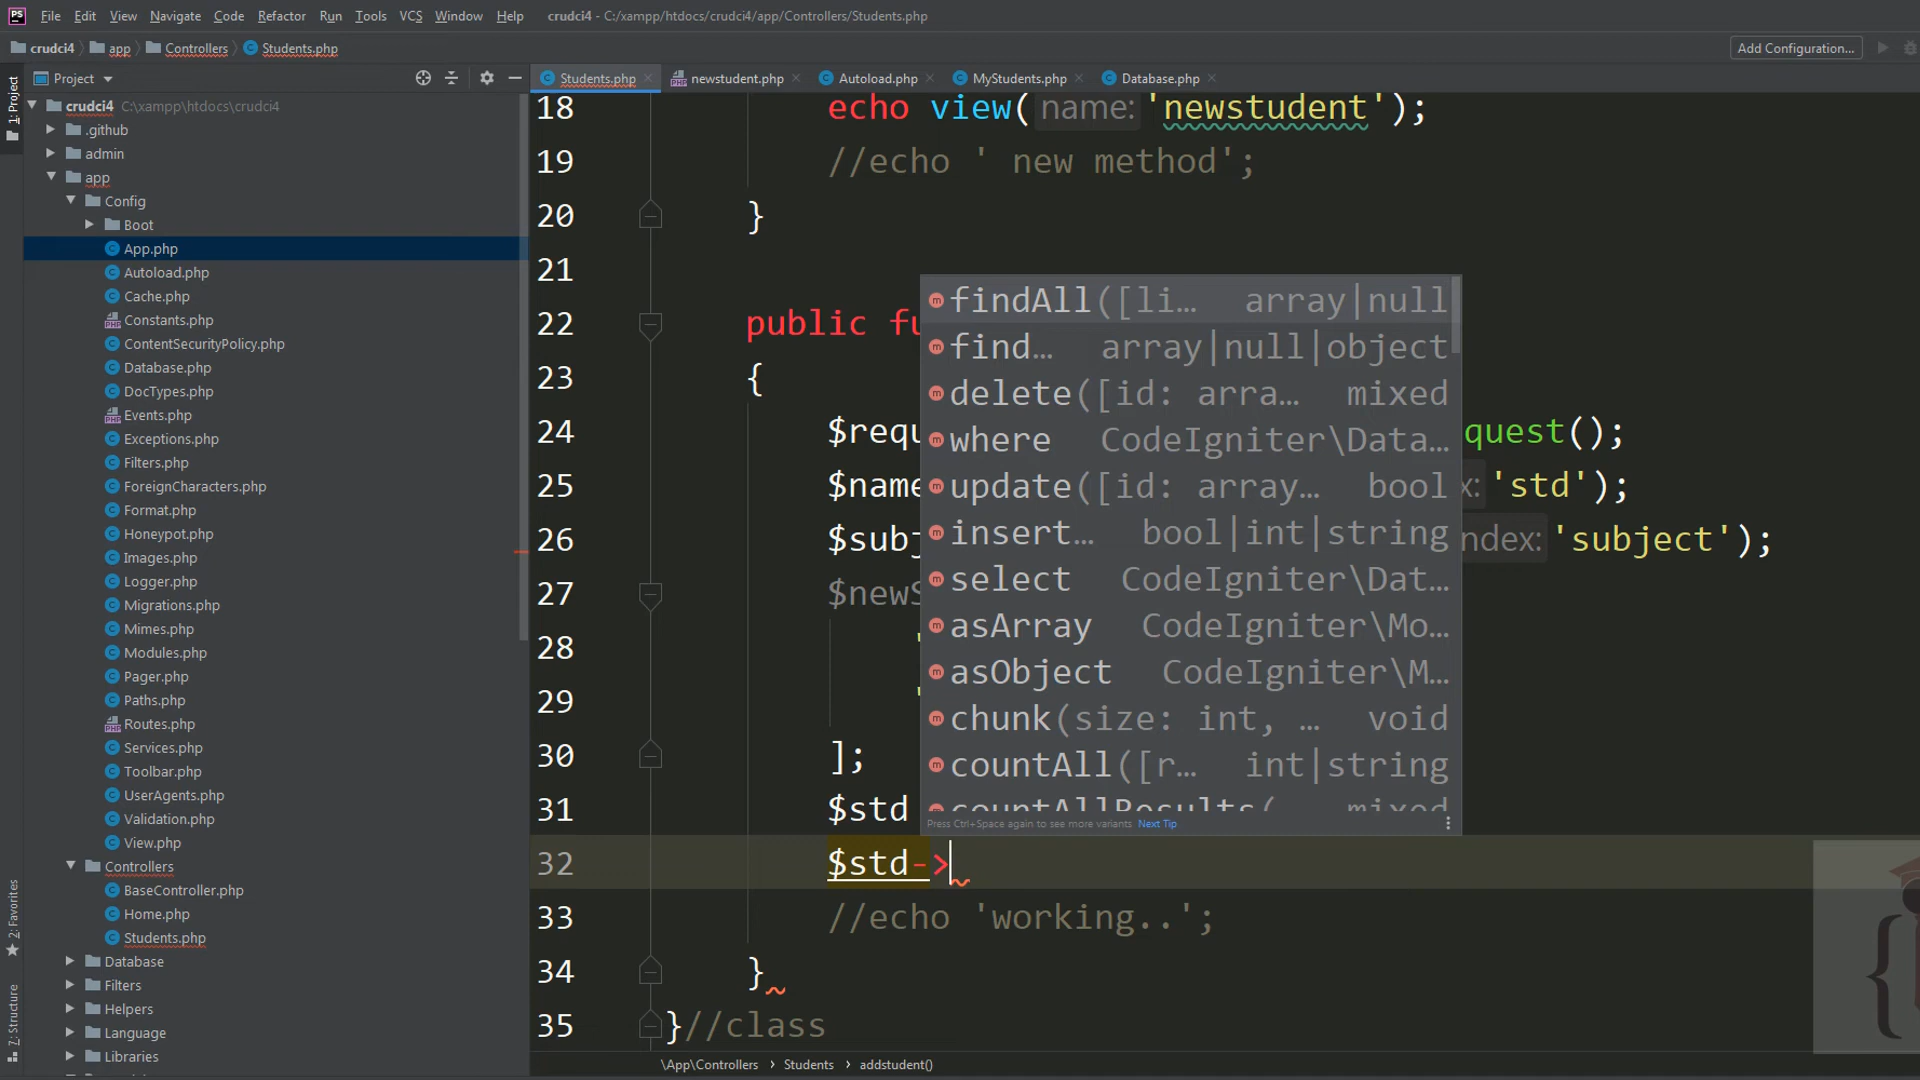 PS File Edit View Navigate Code Refactor Run Tools VCS Window Help crudci4 - C:/xampp/htdocs/crudci4/app/Controllers/Students.php
crudci4 app Controllers Students.php Add Configuration...
1: Project
2: Favorites
7: Structure
Project
crudci4 C:\xampp\htdocs\crudci4
.github
admin
app
Config
Boot
App.php
Autoload.php
Cache.php
Constants.php
ContentSecurityPolicy.php
Database.php
DocTypes.php
Events.php
Exceptions.php
Filters.php
ForeignCharacters.php
Format.php
Honeypot.php
Images.php
Logger.php
Migrations.php
Mimes.php
Modules.php
Pager.php
Paths.php
Routes.php
Services.php
Toolbar.php
UserAgents.php
Validation.php
View.php
Controllers
BaseController.php
Home.php
Students.php
Database
Filters
Helpers
Language
Libraries
Students.php newstudent.php Autoload.php MyStudents.php Database.php
18 echo view( name: 'newstudent');
19 //echo ' new method';
20 }
21
22 public fu
23 {
24 $requ quest();
25 $name x: 'std');
26 $subj ndex: 'subject');
27 $newS
28 '
29 '
30 ];
31 $std
32 $std->
33 //echo 'working..';
34 }
35 }//class
findAll([li… array|null
find… array|null|object
delete([id: arra… mixed
where CodeIgniter\Data…
update([id: array… bool
insert… bool|int|string
select CodeIgniter\Dat…
asArray CodeIgniter\Mo…
asObject CodeIgniter\M…
chunk(size: int, … void
countAll([r… int|string
countAllResults( mixed
Press Ctrl+Space again to see more variants Next Tip
\App\Controllers Students addstudent()